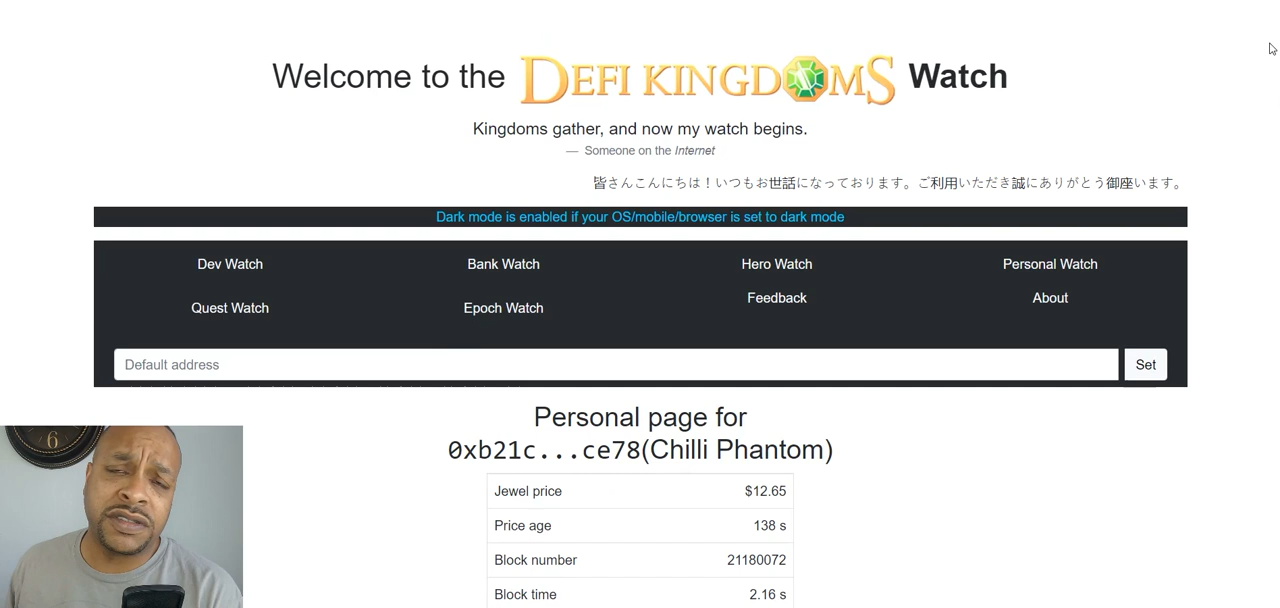 Welcome to the DEFI KINGDOMS Watch
Kingdoms gather, and now my watch begins.
— Someone on the Internet
皆さんこんにちは！いつもお世話になっております。ご利用いただき誠にありがとう御座います。
Dark mode is enabled if your OS/mobile/browser is set to dark mode
Dev Watch Bank Watch Hero Watch Personal Watch
Quest Watch Epoch Watch Feedback About
Default address Set
Personal page for
0xb21c...ce78(Chilli Phantom)
Jewel price $12.65
Price age 138 s
Block number 21180072
Block time 2.16 s
6